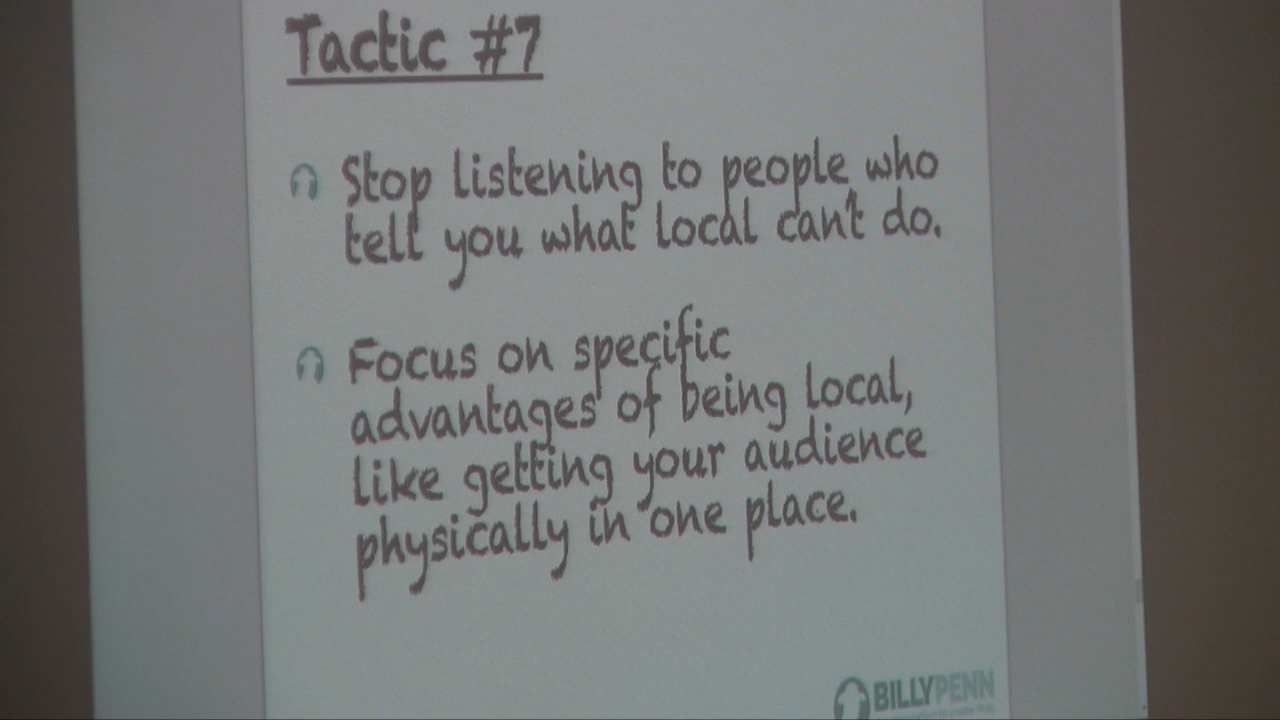 Tactic #7
Stop listening to people who
tell you what local can't do.
Focus on specific
advantages of being local,
like getting your audience
physically in one place.
BILLYPENN